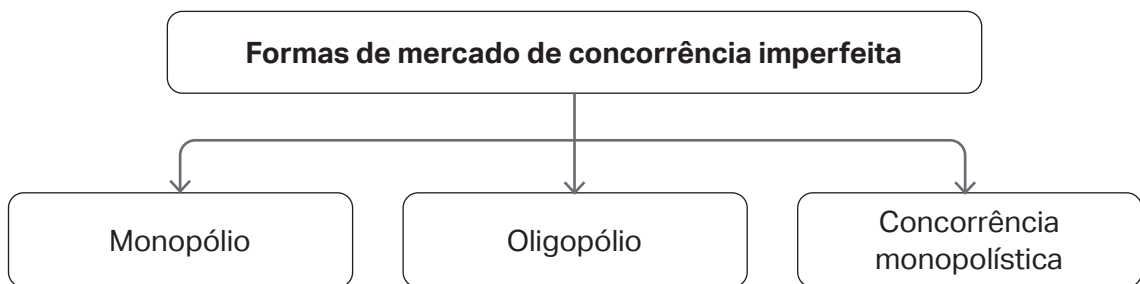 Formas de mercado de concorrência imperfeita
Monopólio
Oligopólio
Concorrência
monopolística